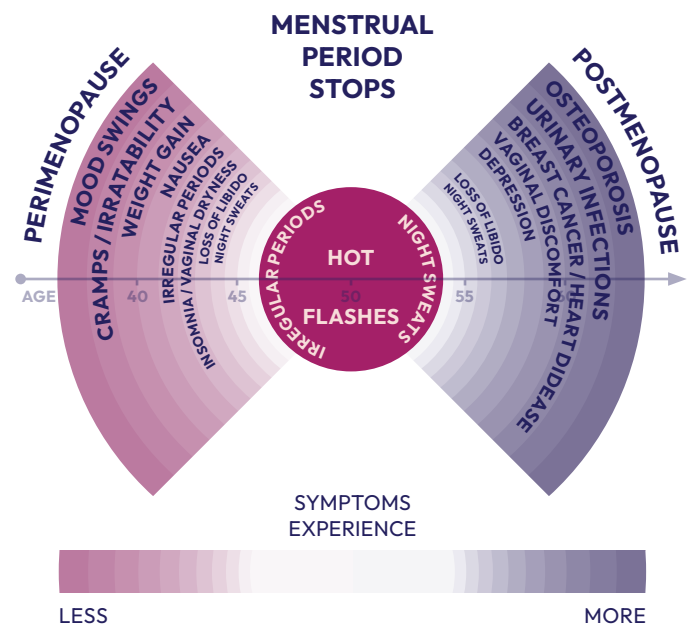 MENSTRUAL
PERIOD
STOPS
PERIMENOPAUSE
MOOD SWINGS
CRAMPS / IRRATABILITY
WEIGHT GAIN
NAUSEA
IRREGULAR PERIODS
INSOMNIA / VAGINAL DRYNESS
LOSS OF LIBIDO
NIGHT SWEATS
IRREGULAR PERIODS
HOT
FLASHES
NIGHT SWEATS
POSTMENOPAUSE
OSTEOPOROSIS
URINARY INFECTIONS
BREAST CANCER / HEART DIDEASE
VAGINAL DISCOMFORT
DEPRESSION
LOSS OF LIBIDO
NIGHT SWEATS
AGE 40 45 50 55 60
SYMPTOMS
EXPERIENCE
LESS MORE